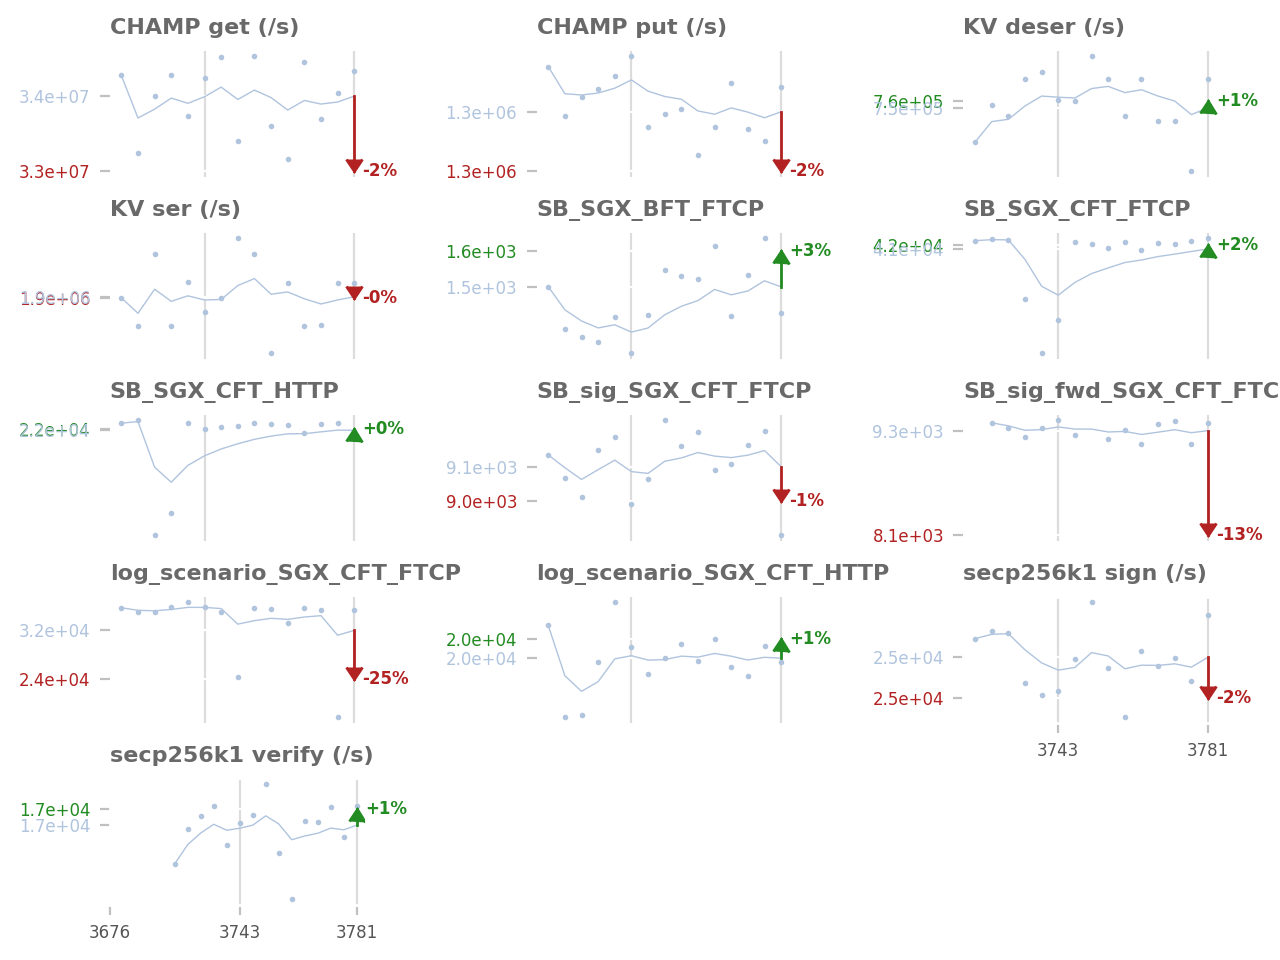 CHAMP get (/s)
CHAMP put (/s)
KV deser (/s)
3.4e+07
3.3e+07
-2%
1.3e+06
1.3e+06
-2%
7.6e+05
7.5e+05
+1%
KV ser (/s)
SB_SGX_BFT_FTCP
SB_SGX_CFT_FTCP
1.9e+06
-0%
1.6e+03
1.5e+03
+3%
4.2e+04
4.1e+04
+2%
SB_SGX_CFT_HTTP
SB_sig_SGX_CFT_FTCP
SB_sig_fwd_SGX_CFT_FTC
2.2e+04
+0%
9.1e+03
9.0e+03
-1%
9.3e+03
8.1e+03
-13%
log_scenario_SGX_CFT_FTCP
log_scenario_SGX_CFT_HTTP
secp256k1 sign (/s)
3.2e+04
2.4e+04
-25%
2.0e+04
2.0e+04
+1%
2.5e+04
2.5e+04
-2%
3743
3781
secp256k1 verify (/s)
1.7e+04
1.7e+04
+1%
3676
3743
3781